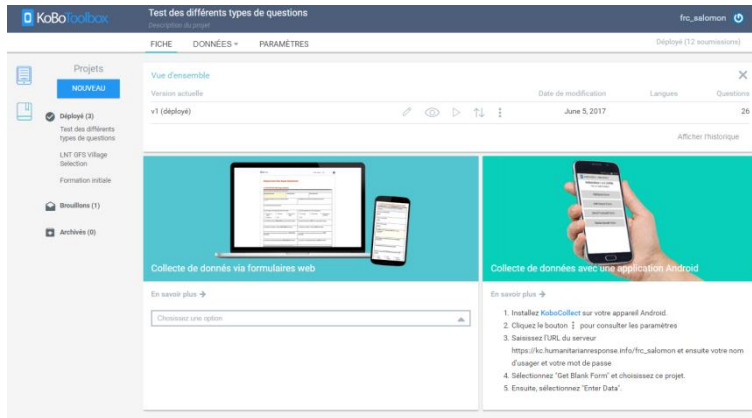 KoBoToolbox
Test des différents types de questions
Description du projet
frc_salomon
FICHE DONNÉES PARAMÈTRES
Déployé (12 soumissions)
Projets
NOUVEAU
Déployé (3)
Test des différents
types de questions
LNT GFS Village
Selection
Formation initiale
Brouillons (1)
Archivés (0)
Vue d'ensemble
Version actuelle Date de modification Langues Questions
v1 (déployé) June 5, 2017 26
Afficher l'historique
Collecte de donnés via formulaires web
En savoir plus →
Choisissez une option
Collecte de données avec une application Android
En savoir plus →
1. Installez KoboCollect sur votre appareil Android.
2. Cliquez le bouton ⋮ pour consulter les paramètres
3. Saisissez l'URL du serveur
https://kc.humanitarianresponse.info/frc_salomon et ensuite votre nom
d'usager et votre mot de passe
4. Sélectionnez "Get Blank Form" et choisissez ce projet.
5. Ensuite, sélectionnez "Enter Data".